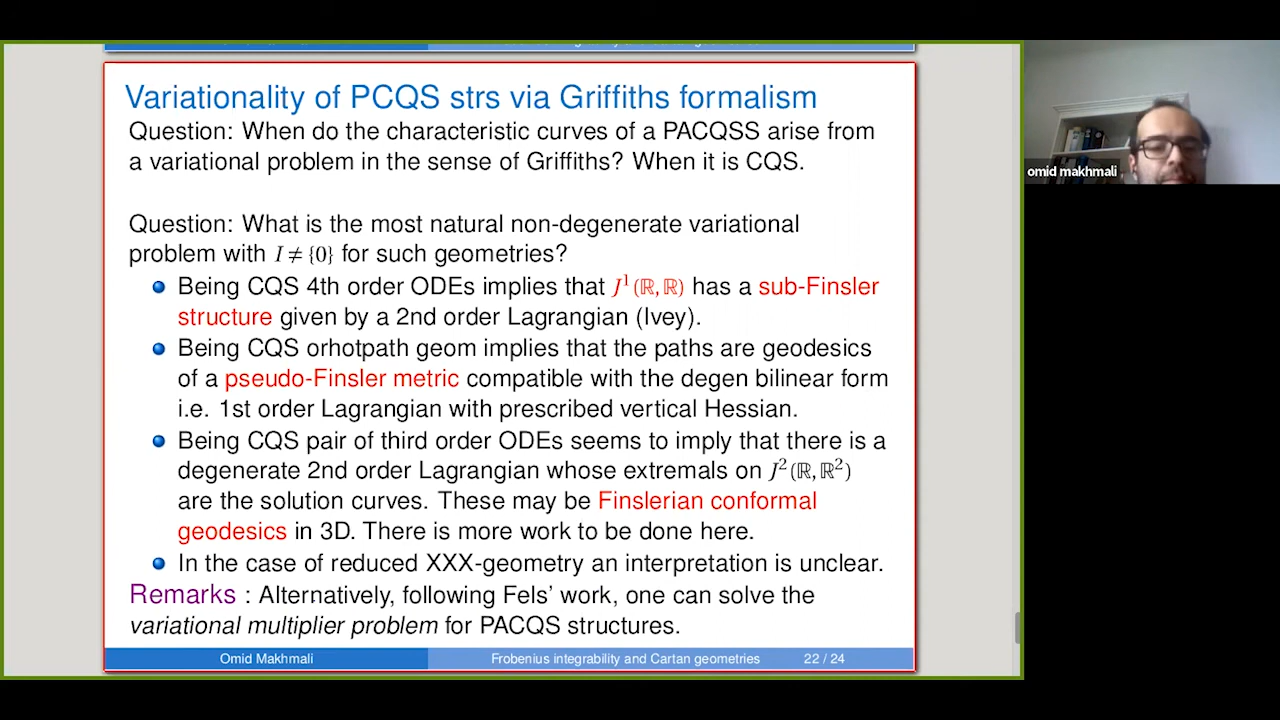 Variationality of PCQS strs via Griffiths formalism
Question: When do the characteristic curves of a PACQSS arise from
a variational problem in the sense of Griffiths? When it is CQS.
Question: What is the most natural non-degenerate variational
problem with I ≠ {0} for such geometries?
Being CQS 4th order ODEs implies that J¹(ℝ,ℝ) has a sub-Finsler
structure given by a 2nd order Lagrangian (Ivey).
Being CQS orhotpath geom implies that the paths are geodesics
of a pseudo-Finsler metric compatible with the degen bilinear form
i.e. 1st order Lagrangian with prescribed vertical Hessian.
Being CQS pair of third order ODEs seems to imply that there is a
degenerate 2nd order Lagrangian whose extremals on J²(ℝ,ℝ²)
are the solution curves. These may be Finslerian conformal
geodesics in 3D. There is more work to be done here.
In the case of reduced XXX-geometry an interpretation is unclear.
Remarks : Alternatively, following Fels' work, one can solve the
variational multiplier problem for PACQS structures.
Omid Makhmali Frobenius integrability and Cartan geometries 22 / 24
omid makhmali